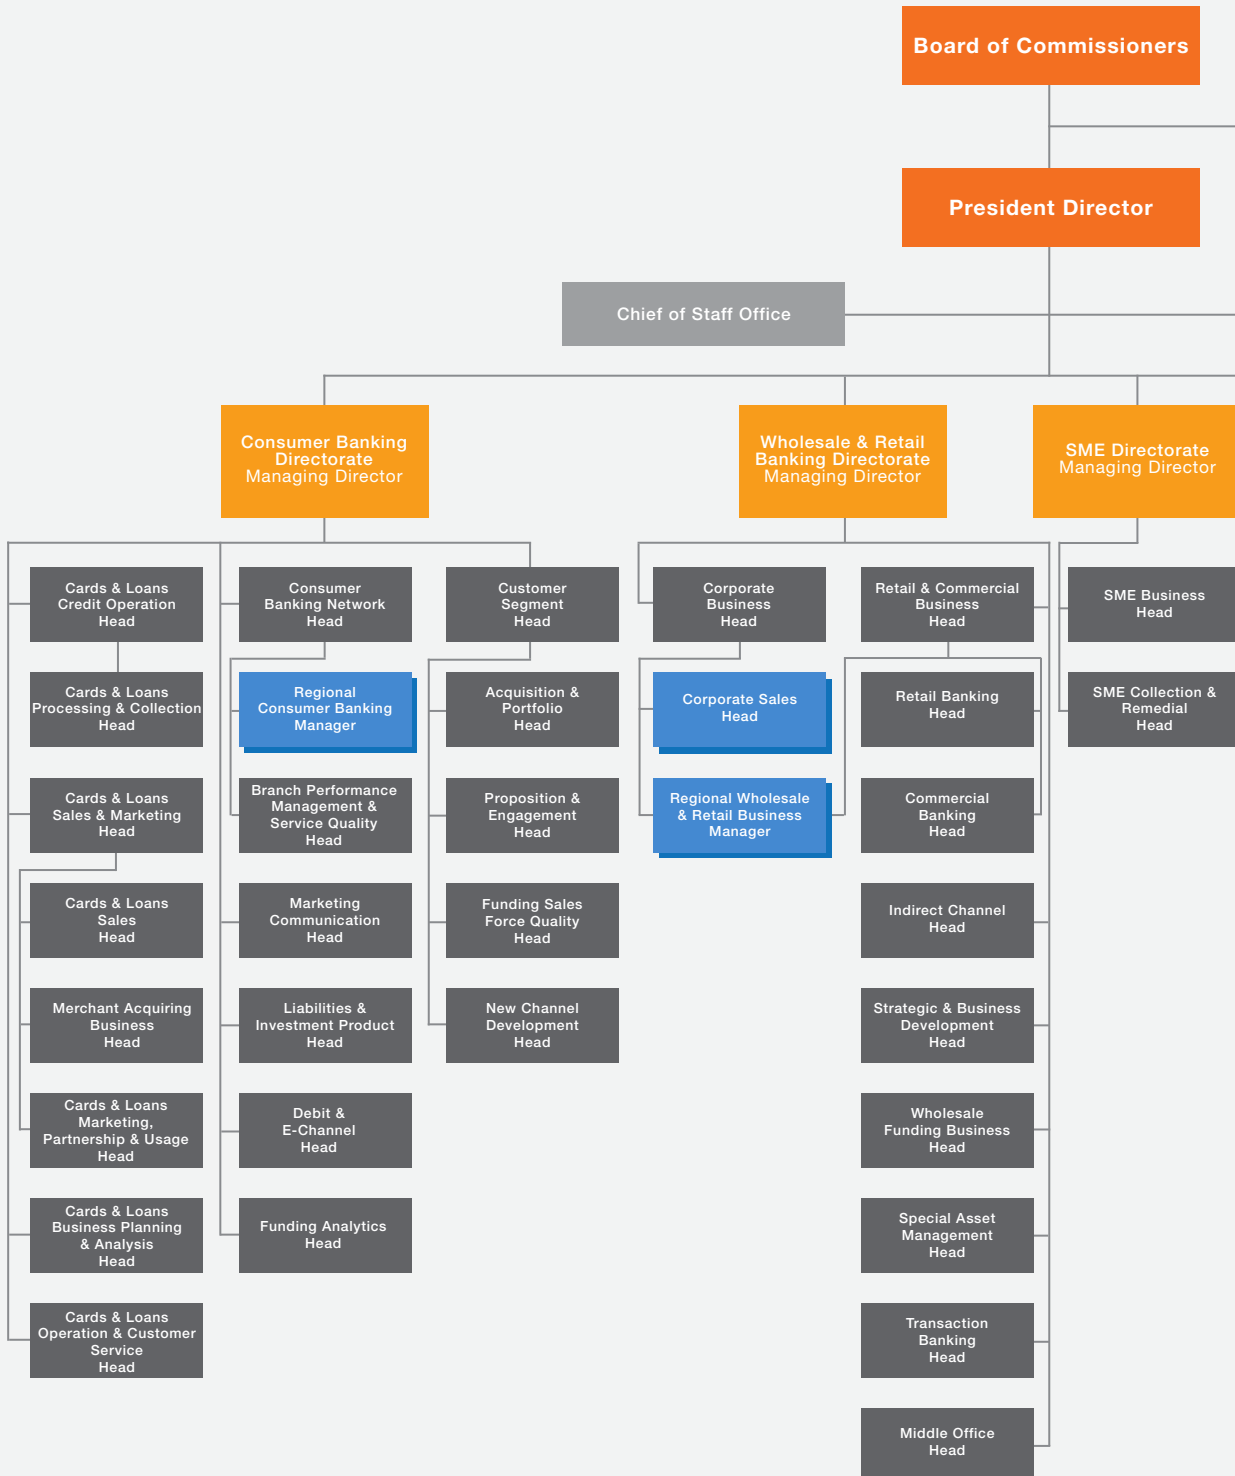 Board of Commissioners
President Director
Chief of Staff Office
Consumer Banking
Directorate
Managing Director
Wholesale & Retail
Banking Directorate
Managing Director
SME Directorate
Managing Director
Cards & Loans
Credit Operation
Head
Cards & Loans
Processing & Collection
Head
Cards & Loans
Sales & Marketing
Head
Cards & Loans
Sales
Head
Merchant Acquiring
Business
Head
Cards & Loans
Marketing,
Partnership & Usage
Head
Cards & Loans
Business Planning
& Analysis
Head
Cards & Loans
Operation & Customer
Service
Head
Consumer
Banking Network
Head
Regional
Consumer Banking
Manager
Branch Performance
Management &
Service Quality
Head
Marketing
Communication
Head
Liabilities &
Investment Product
Head
Debit &
E-Channel
Head
Funding Analytics
Head
Customer
Segment
Head
Acquisition &
Portfolio
Head
Proposition &
Engagement
Head
Funding Sales
Force Quality
Head
New Channel
Development
Head
Corporate
Business
Head
Corporate Sales
Head
Regional Wholesale
& Retail Business
Manager
Retail & Commercial
Business
Head
Retail Banking
Head
Commercial
Banking
Head
Indirect Channel
Head
Strategic & Business
Development
Head
Wholesale
Funding Business
Head
Special Asset
Management
Head
Transaction
Banking
Head
Middle Office
Head
SME Business
Head
SME Collection &
Remedial
Head